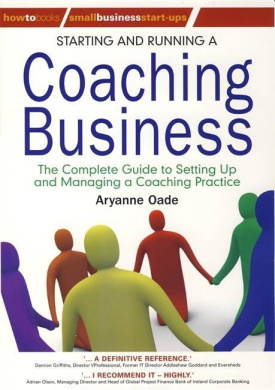 howtobooks / smallbusinessstart-ups
STARTING AND RUNNING A
Coaching
Business
The Complete Guide to Setting Up
and Managing a Coaching Practice
Aryanne Oade
'... A DEFINITIVE REFERENCE.'
Damian Griffiths, Director VProfessional, Former IT Director Addleshaw Goddard and Eversheds
'... I RECOMMEND IT – HIGHLY.'
Adrian Olsen, Managing Director and Head of Global Project Finance Bank of Ireland Corporate Banking